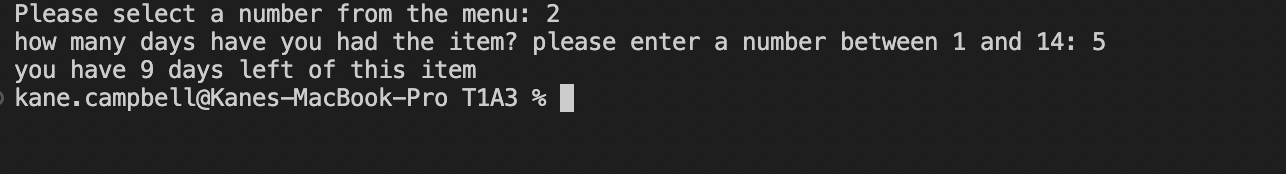 Please select a number from the menu: 2
how many days have you had the item? please enter a number between 1 and 14: 5
you have 9 days left of this item
kane.campbell@Kanes-MacBook-Pro T1A3 %